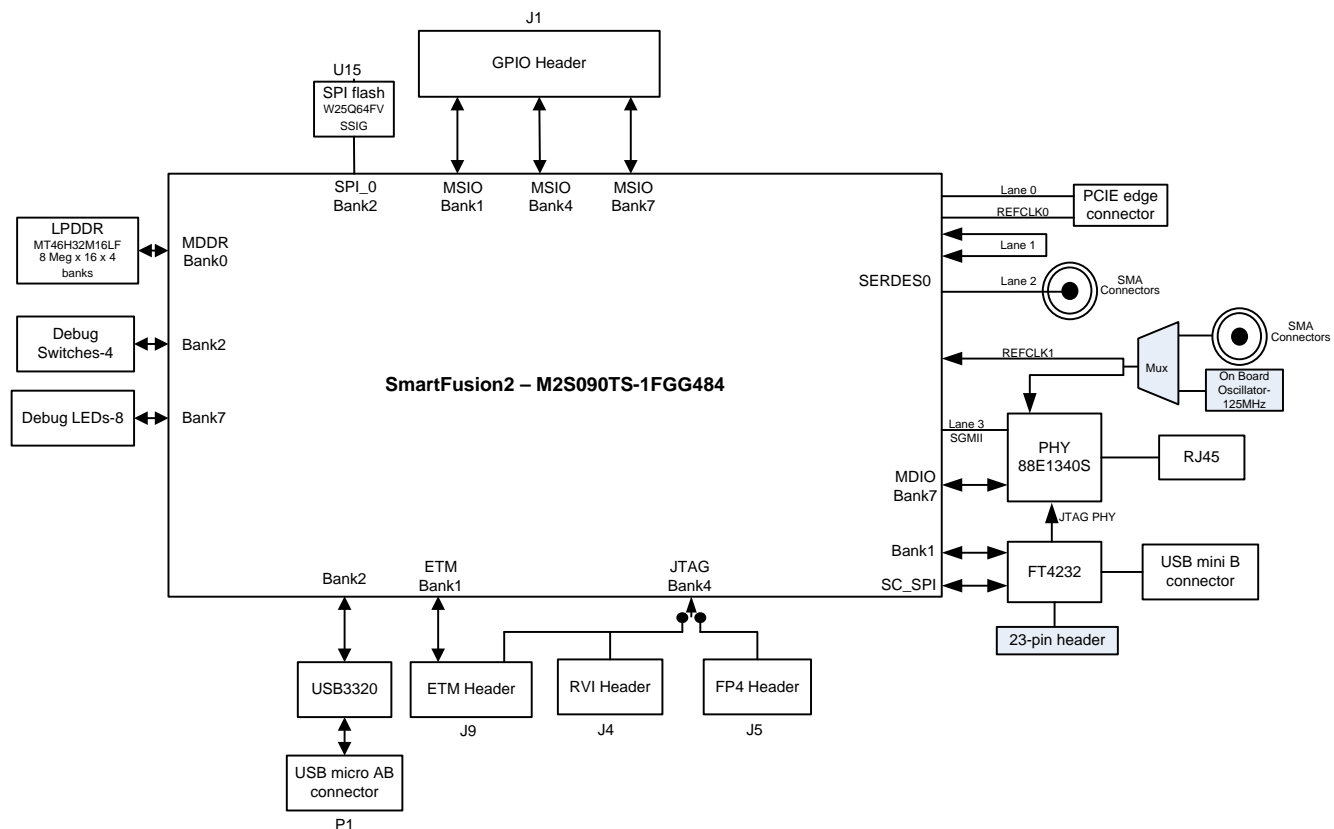 J1
GPIO Header
U15
SPI flash
W25Q64FV
SSIG
SPI_0
Bank2
MSIO
Bank1
MSIO
Bank4
MSIO
Bank7
LPDDR
MT46H32M16LF
8 Meg x 16 x 4
banks
MDDR
Bank0
Debug
Switches-4
Bank2
Debug LEDs-8
Bank7
SmartFusion2 – M2S090TS-1FGG484
Lane 0
REFCLK0
PCIE edge
connector
Lane 1
SERDES0
Lane 2
SMA
Connectors
REFCLK1
Mux
SMA
Connectors
On Board
Oscillator-
125MHz
Lane 3
SGMII
PHY
88E1340S
RJ45
MDIO
Bank7
JTAG PHY
Bank1
SC_SPI
FT4232
USB mini B
connector
23-pin header
Bank2
ETM
Bank1
JTAG
Bank4
USB3320
ETM Header
RVI Header
FP4 Header
J9
J4
J5
USB micro AB
connector
P1